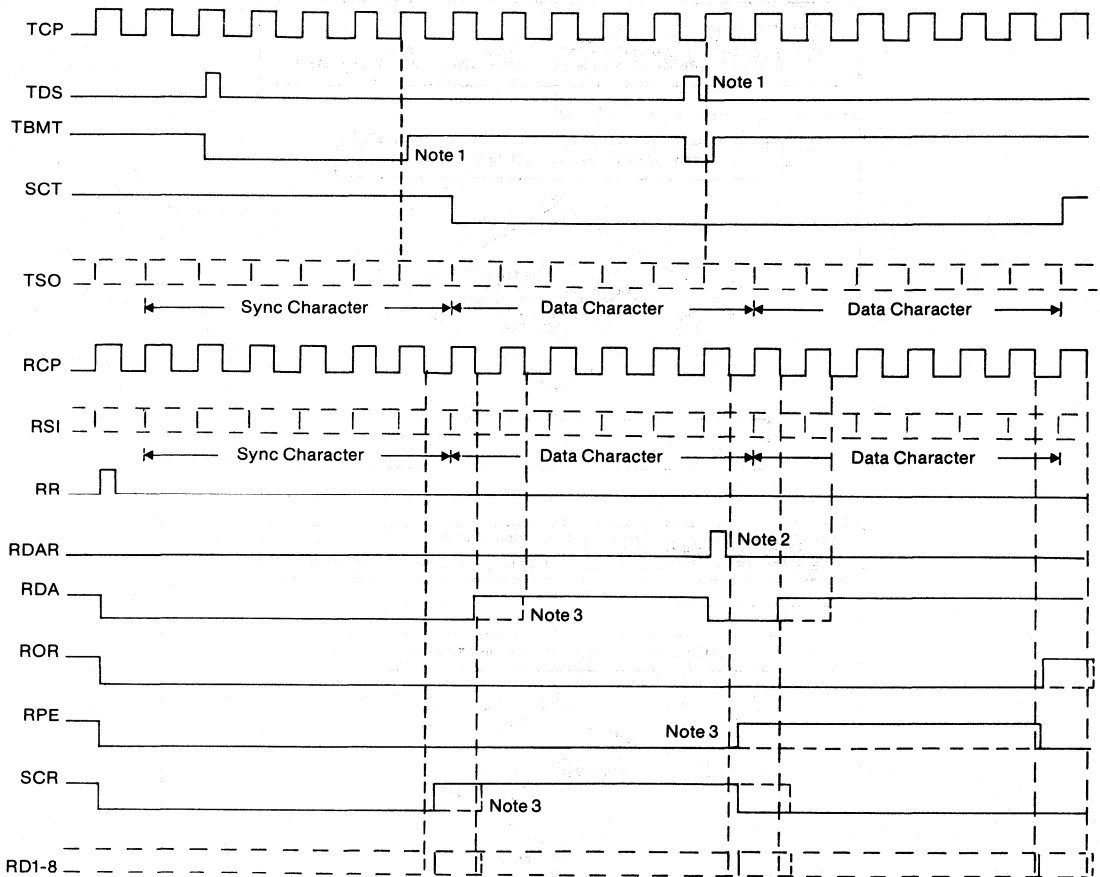 TCP
TDS
Note 1
TBMT
Note 1
SCT
TSO
Sync Character Data Character Data Character
RCP
RSI
Sync Character Data Character Data Character
RR
RDAR
Note 2
RDA
Note 3
ROR
RPE
Note 3
SCR
Note 3
RD1-8